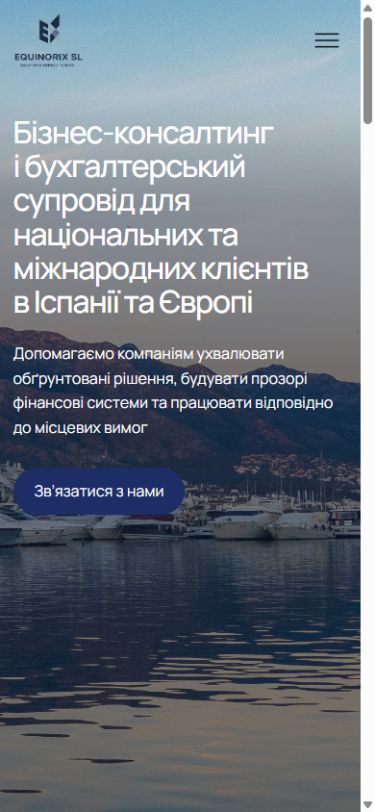 EQUINORIX SL
Бізнес-консалтинг
і бухгалтерський
супровід для
національних та
міжнародних клієнтів
в Іспанії та Європі
Допомагаємо компаніям ухвалювати
обґрунтовані рішення, будувати прозорі
фінансові системи та працювати відповідно
до місцевих вимог
Зв'язатися з нами